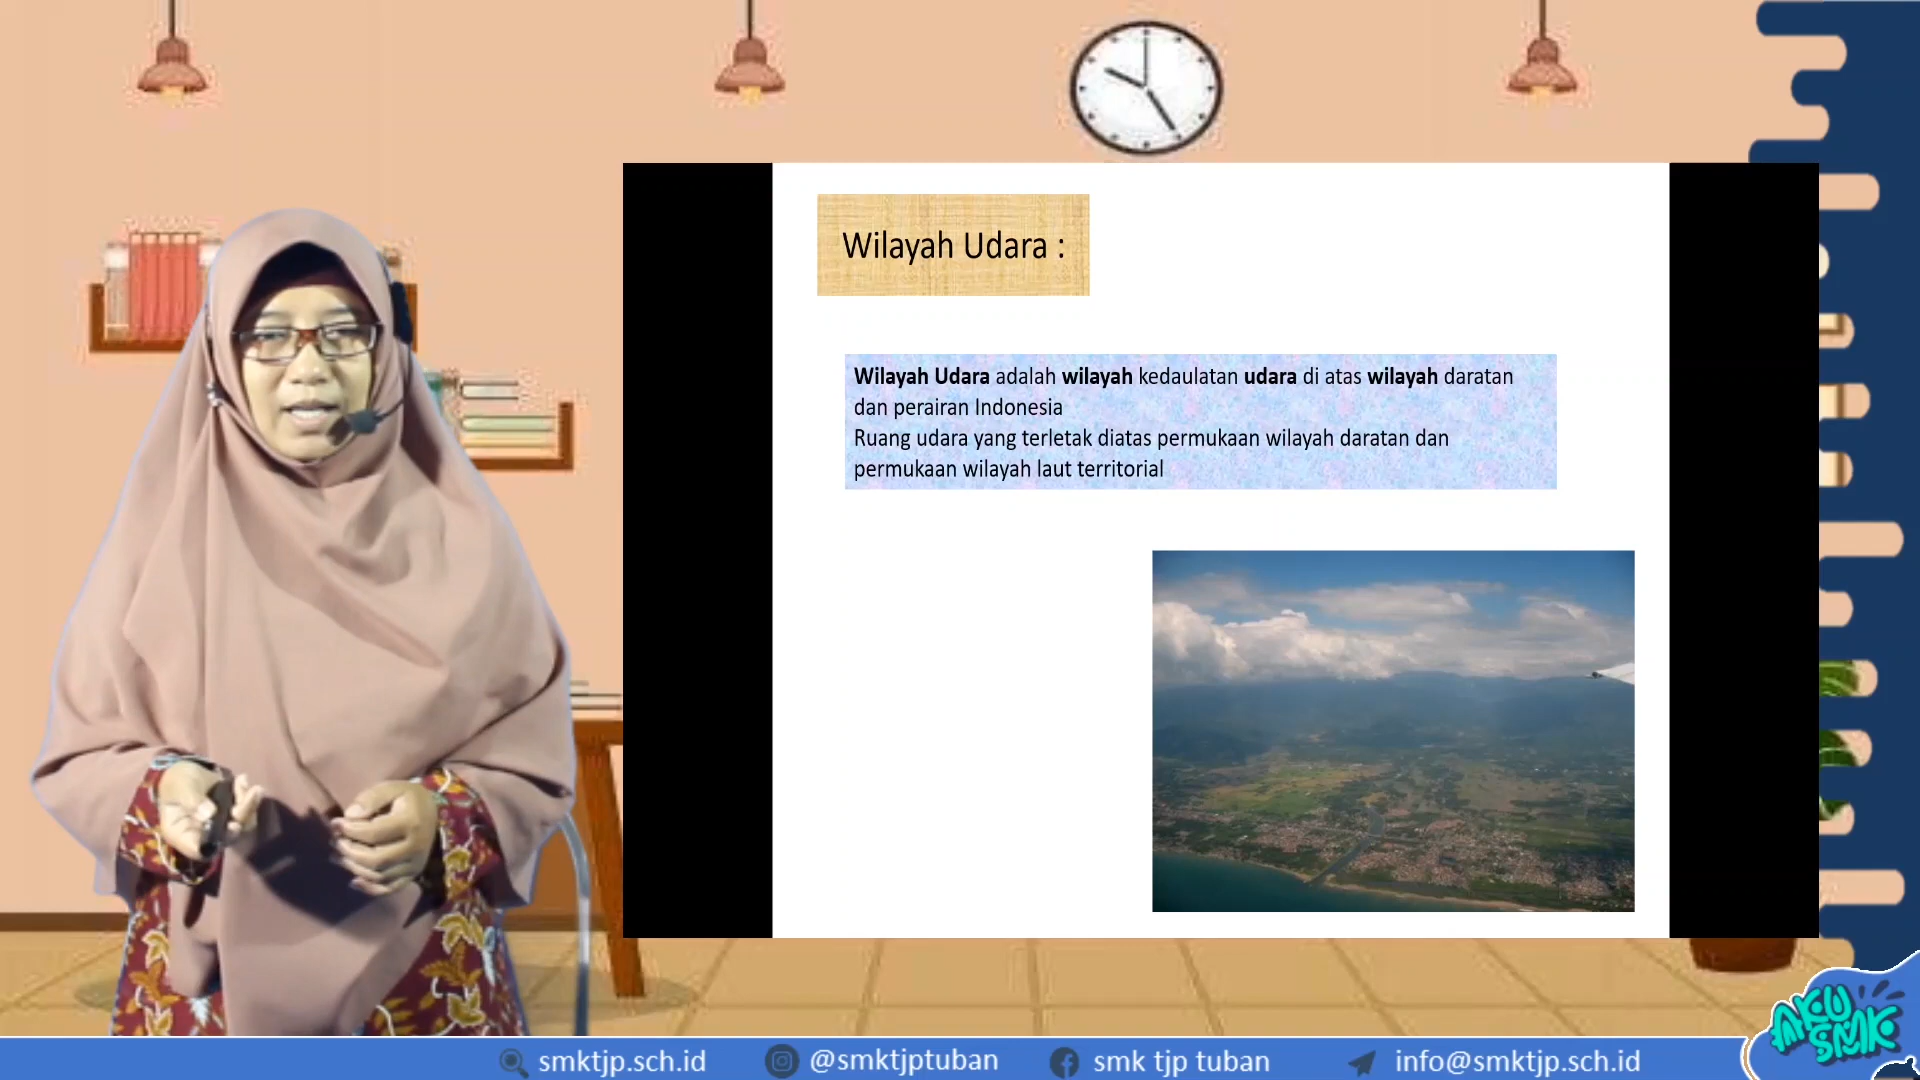 Wilayah Udara :
Wilayah Udara adalah wilayah kedaulatan udara di atas wilayah daratan
dan perairan Indonesia
Ruang udara yang terletak diatas permukaan wilayah daratan dan
permukaan wilayah laut territorial
smktjp.sch.id
@smktjptuban
smk tjp tuban
info@smktjp.sch.id
AKU
SMK